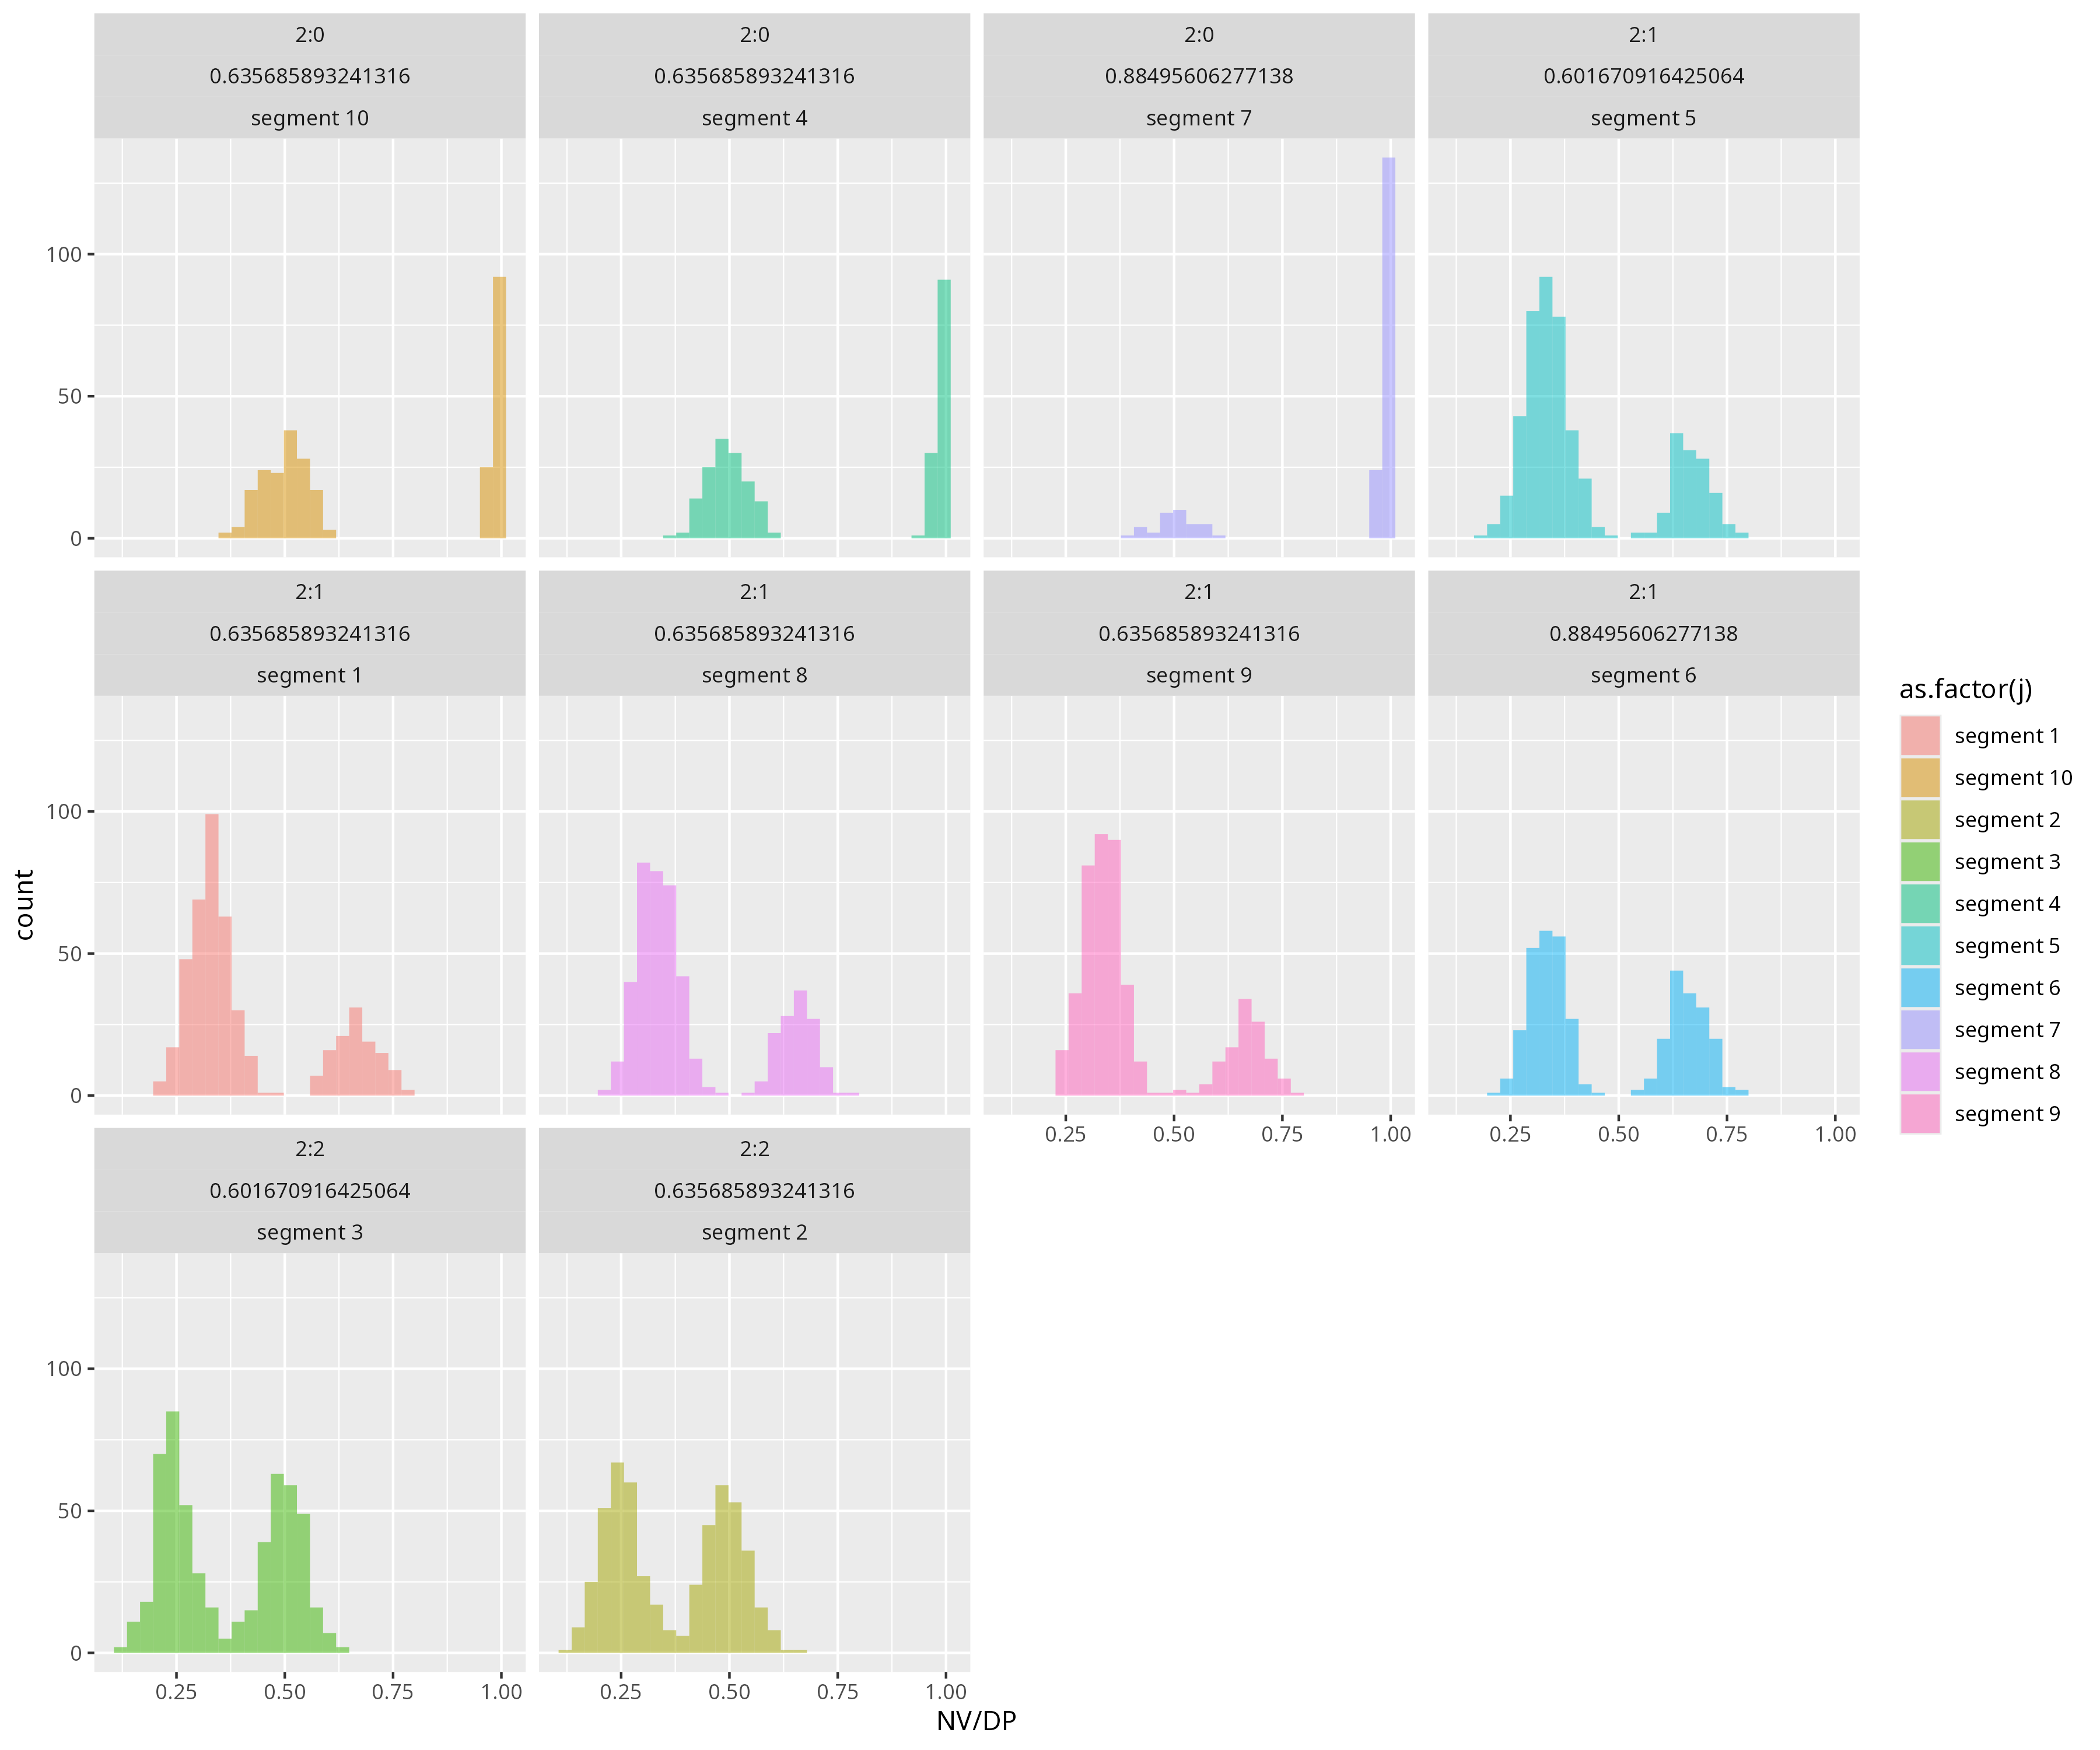 2:0
0.635685893241316
segment 10
2:0
0.635685893241316
segment 4
2:0
0.88495606277138
segment 7
2:1
0.601670916425064
segment 5
100
50
0
2:1
0.635685893241316
segment 1
2:1
0.635685893241316
segment 8
2:1
0.635685893241316
segment 9
2:1
0.88495606277138
segment 6
100
50
0
0.25 0.50 0.75 1.00
0.25 0.50 0.75 1.00
2:2
0.601670916425064
segment 3
2:2
0.635685893241316
segment 2
100
50
0
0.25 0.50 0.75 1.00
0.25 0.50 0.75 1.00
NV/DP
count
as.factor(j)
segment 1
segment 10
segment 2
segment 3
segment 4
segment 5
segment 6
segment 7
segment 8
segment 9